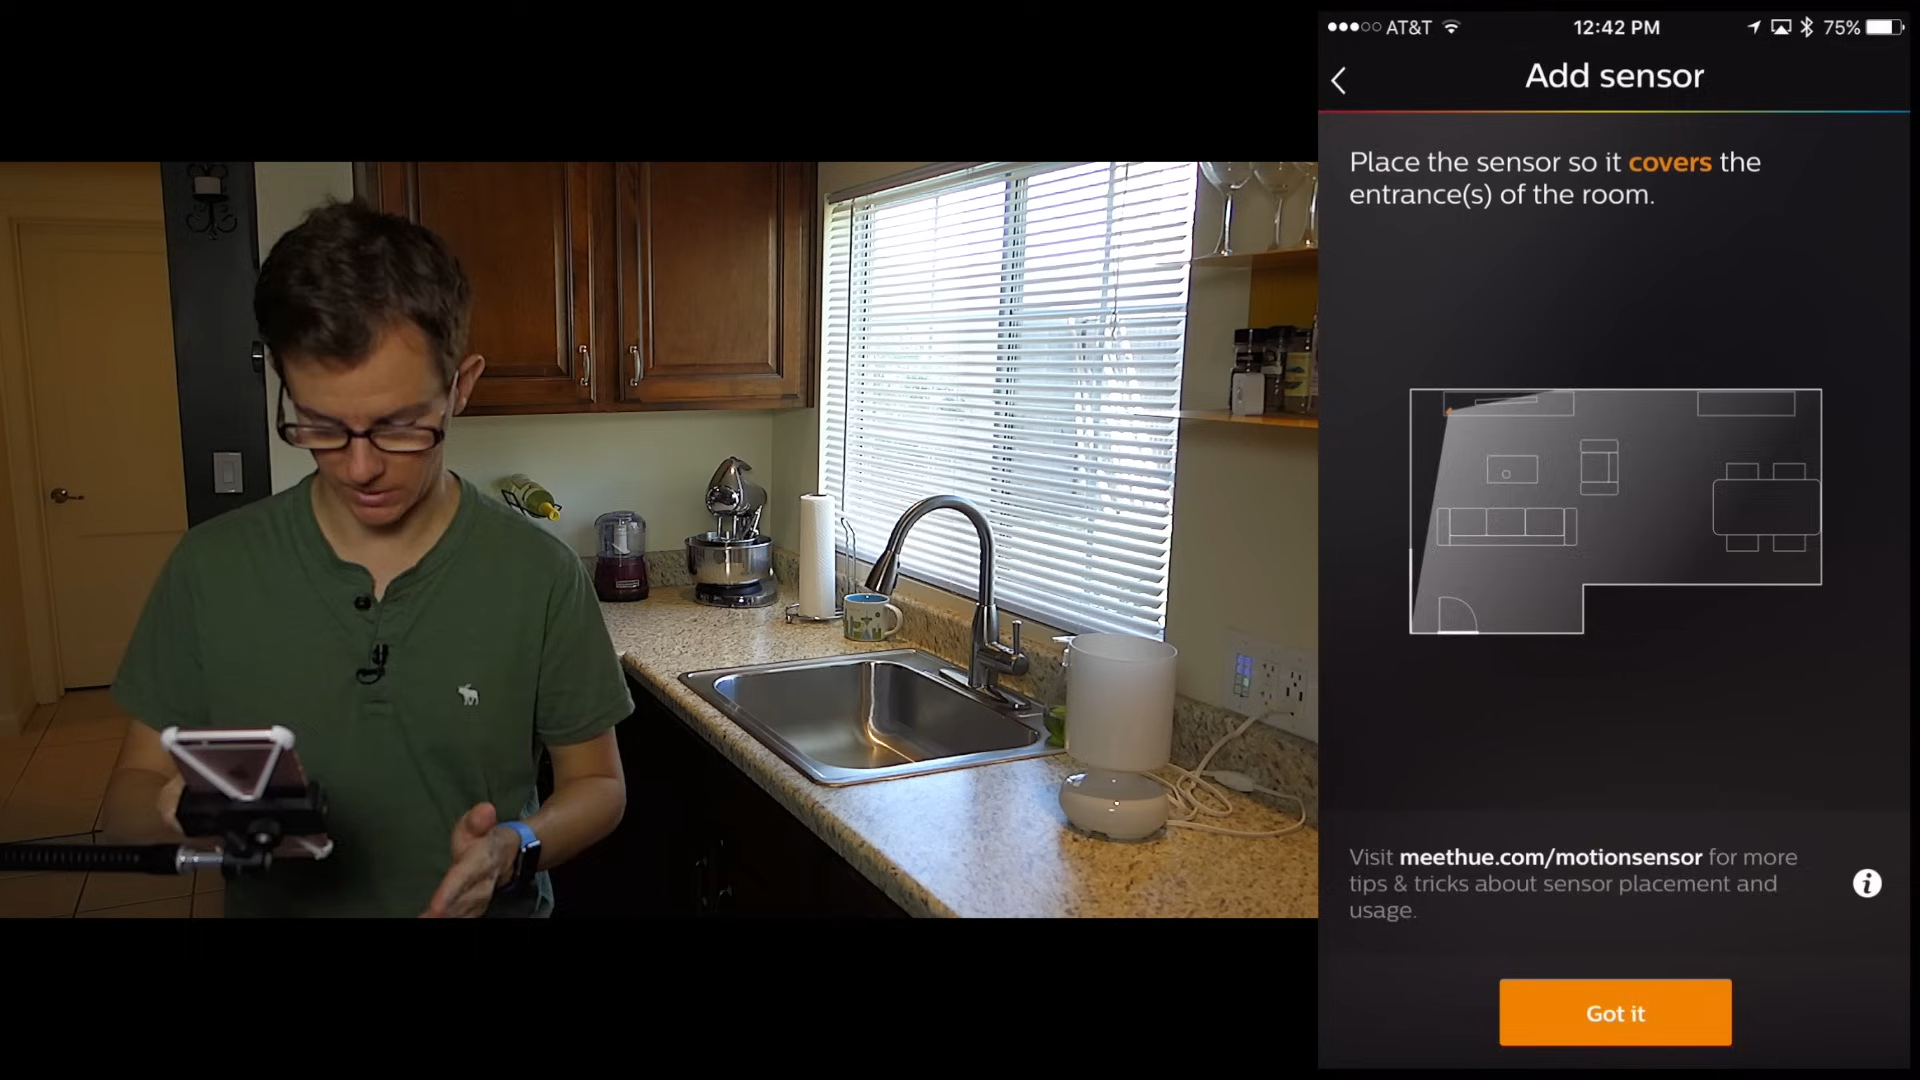 AT&T 12:42 PM 75%
Add sensor
Place the sensor so it covers the
entrance(s) of the room.
Visit meethue.com/motionsensor for more
tips & tricks about sensor placement and
usage.
Got it